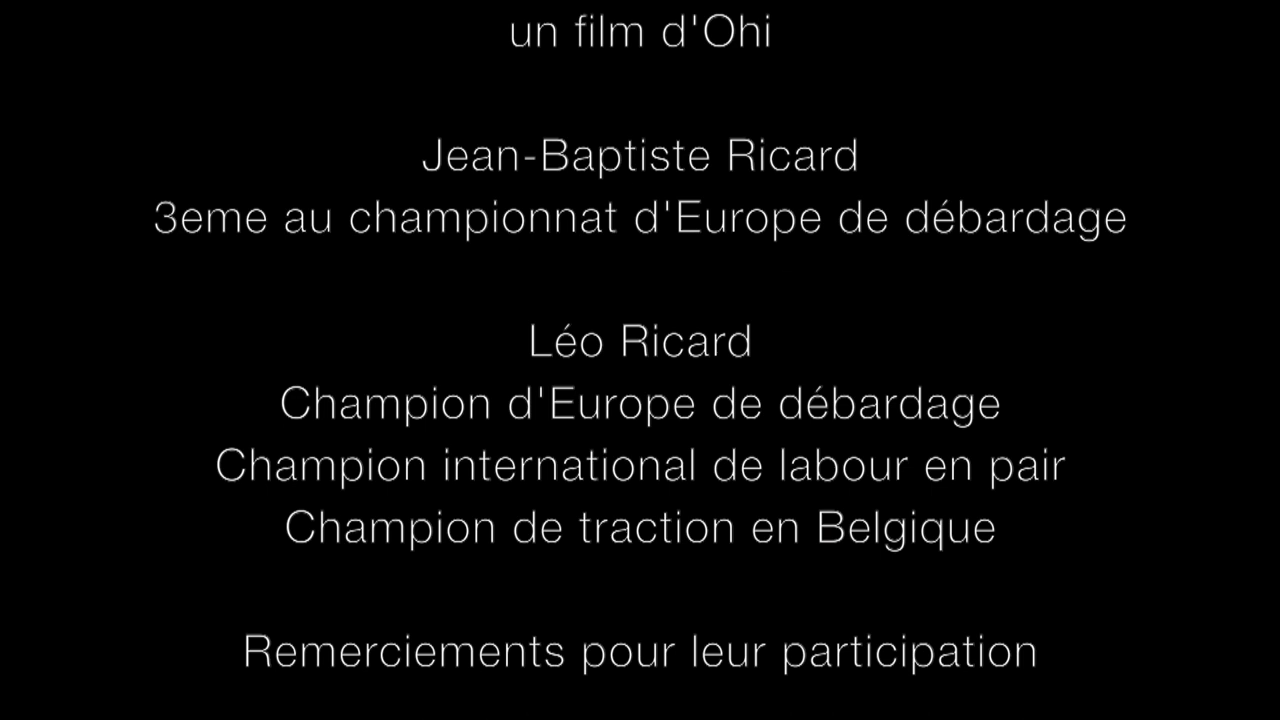 un film d'Ohi
Jean-Baptiste Ricard
3eme au championnat d'Europe de débardage
Léo Ricard
Champion d'Europe de débardage
Champion international de labour en pair
Champion de traction en Belgique
Remerciements pour leur participation